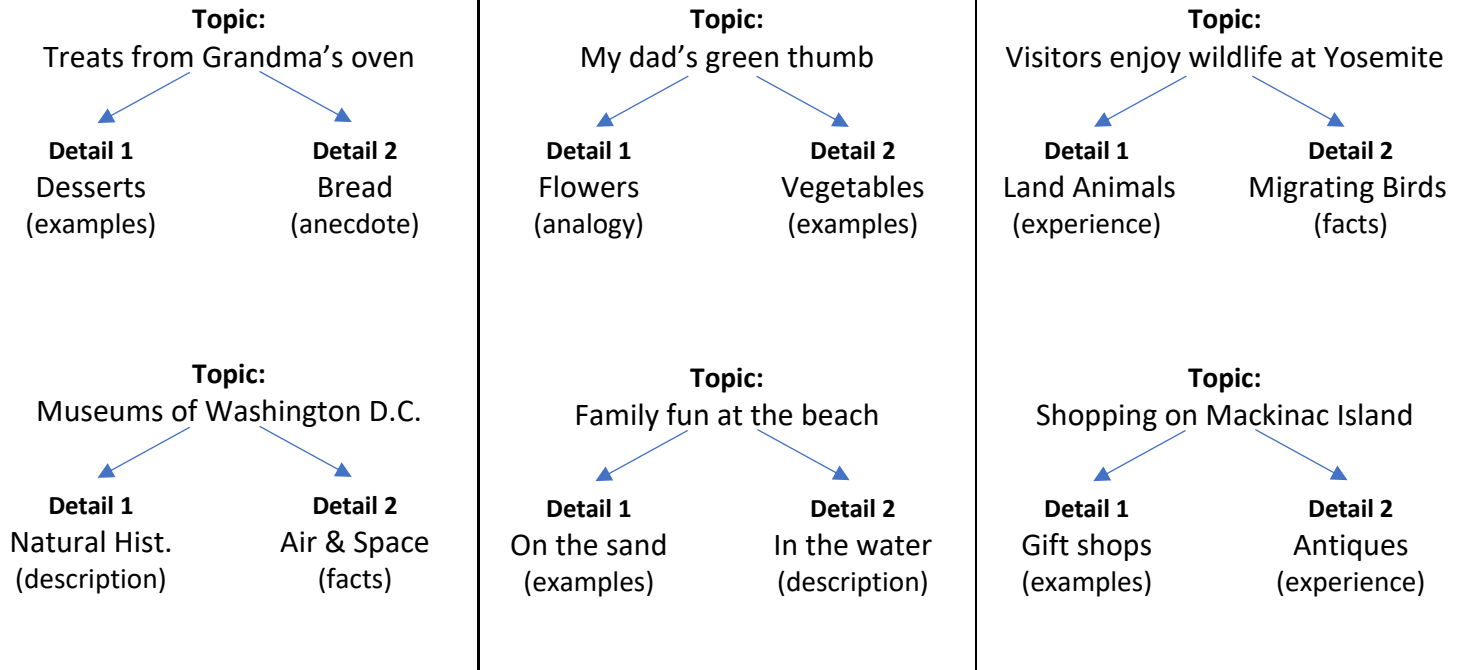 Topic:
Treats from Grandma's oven
Detail 1
Desserts
(examples)
Detail 2
Bread
(anecdote)
Topic:
My dad's green thumb
Detail 1
Flowers
(analogy)
Detail 2
Vegetables
(examples)
Topic:
Visitors enjoy wildlife at Yosemite
Detail 1
Land Animals
(experience)
Detail 2
Migrating Birds
(facts)
Topic:
Museums of Washington D.C.
Detail 1
Natural Hist.
(description)
Detail 2
Air & Space
(facts)
Topic:
Family fun at the beach
Detail 1
On the sand
(examples)
Detail 2
In the water
(description)
Topic:
Shopping on Mackinac Island
Detail 1
Gift shops
(examples)
Detail 2
Antiques
(experience)